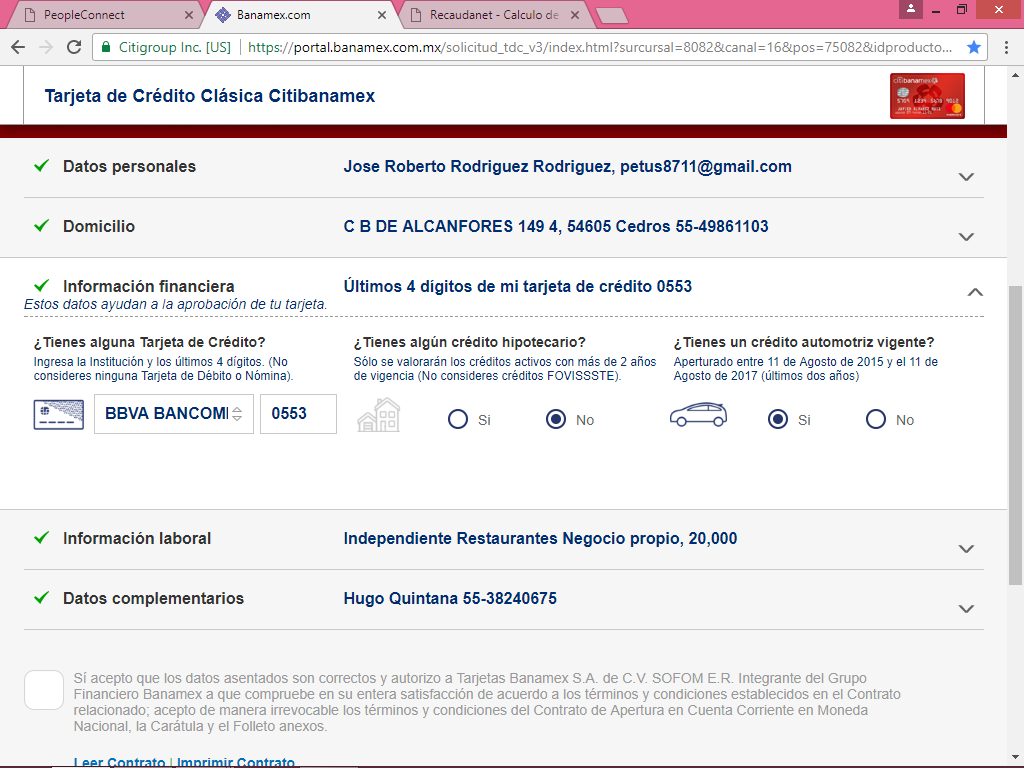 PeopleConnect
Banamex.com
Recaudanet - Calculo de
Citigroup Inc. [US]
https://portal.banamex.com.mx/solicitud_tdc_v3/index.html?surcursal=8082&canal=16&pos=75082&idproducto...
Tarjeta de Crédito Clásica Citibanamex
citibanamex
Datos personales
Jose Roberto Rodriguez Rodriguez, petus8711@gmail.com
Domicilio
C B DE ALCANFORES 149 4, 54605 Cedros 55-49861103
Información financiera
Últimos 4 dígitos de mi tarjeta de crédito 0553
Estos datos ayudan a la aprobación de tu tarjeta.
¿Tienes alguna Tarjeta de Crédito?
Ingresa la Institución y los últimos 4 dígitos. (No
consideres ninguna Tarjeta de Débito o Nómina).
BBVA BANCOM
0553
¿Tienes algún crédito hipotecario?
Sólo se valorarán los créditos activos con más de 2 años
de vigencia (No consideres créditos FOVISSSTE).
Si
No
¿Tienes un crédito automotriz vigente?
Aperturado entre 11 de Agosto de 2015 y el 11 de
Agosto de 2017 (últimos dos años)
Si
No
Información laboral
Independiente Restaurantes Negocio propio, 20,000
Datos complementarios
Hugo Quintana 55-38240675
Sí acepto que los datos asentados son correctos y autorizo a Tarjetas Banamex S.A. de C.V. SOFOM E.R. Integrante del Grupo
Financiero Banamex a que compruebe en su entera satisfacción de acuerdo a los términos y condiciones establecidos en el Contrato
relacionado; acepto de manera irrevocable los términos y condiciones del Contrato de Apertura en Cuenta Corriente en Moneda
Nacional, la Carátula y el Folleto anexos.
Leer Contrato | Imprimir Contrato